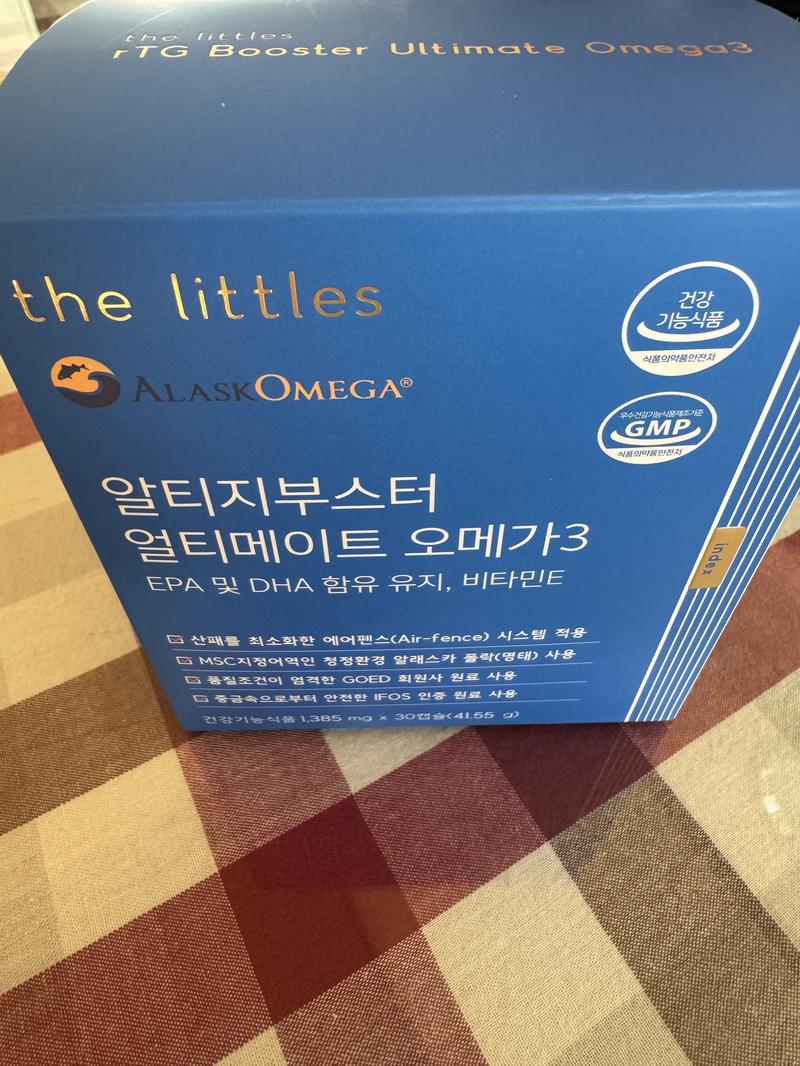 the littles
rTG Booster Ultimate Omega3
the littles
건강
기능식품
식품의약품안전처
ALASKOMEGA®
우수건강기능식품제조기준
GMP
식품의약품안전처
알티지부스터
얼티메이트 오메가3
EPA 및 DHA 함유 유지, 비타민E
index
산패를 최소화한 에어펜스(Air-fence) 시스템 적용
MSC지정어역인 청정환경 알래스카 폴락(명태) 사용
품질조건이 엄격한 GOED 회원사 원료 사용
중금속으로부터 안전한 IFOS 인증 원료 사용
건강기능식품 1,385 mg x 30캡슐(41.55 g)